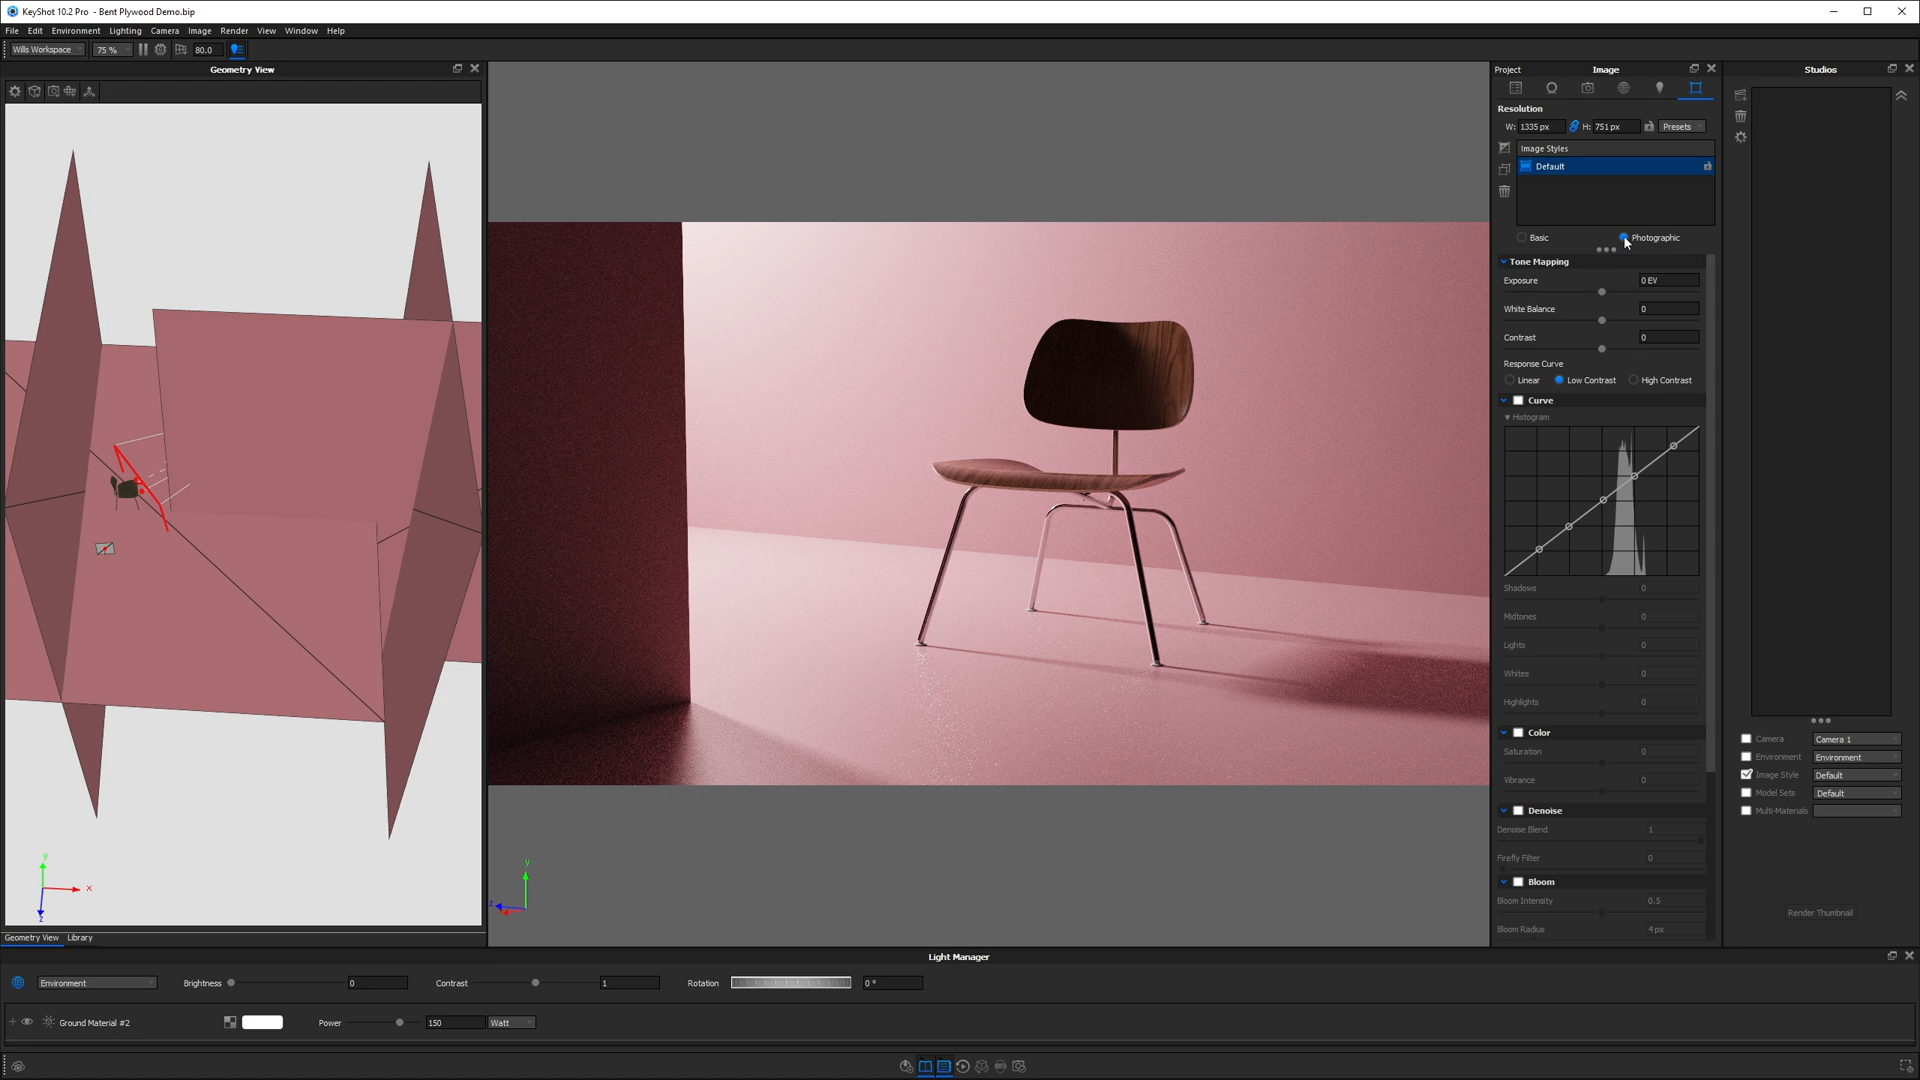 KeyShot 10.2 Pro - Bent Plywood Demo.bip
File Edit Environment Lighting Camera Image Render View Window Help
Wills Workspace 75 % 80.0
Geometry View
Project Image
Studios
Resolution
W: 1335 px H: 751 px Presets
Image Styles
Default
Basic Photographic
Tone Mapping
Exposure 0 EV
White Balance 0
Contrast 0
Response Curve
Linear Low Contrast High Contrast
Curve
Histogram
Shadows 0
Midtones 0
Lights 0
Whites 0
Highlights 0
Color
Saturation 0
Vibrance 0
Denoise
Denoise Blend 1
Firefly Filter 0
Bloom
Bloom Intensity 0.5
Bloom Radius 4 px
Camera Camera 1
Environment Environment
Image Style Default
Model Sets Default
Multi-Materials
Render Thumbnail
y
x
z
y
z
Geometry View Library
Light Manager
Environment Brightness 0 Contrast 1 Rotation 0 °
Ground Material #2 Power 150 Watt